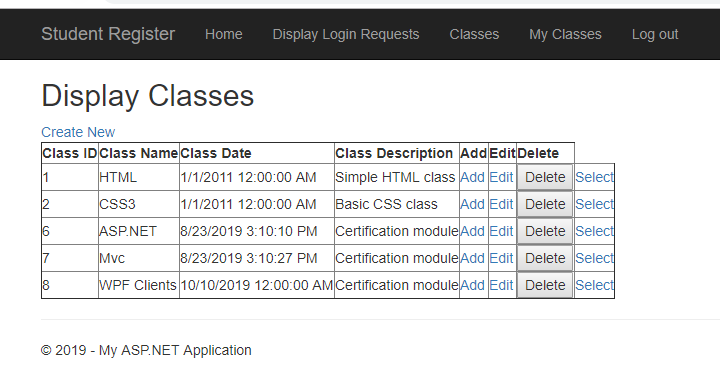 Student Register Home Display Login Requests Classes My Classes Log out
Display Classes
Create New
Class ID Class Name Class Date Class Description Add Edit Delete
1 HTML 1/1/2011 12:00:00 AM Simple HTML class Add Edit Delete Select
2 CSS3 1/1/2011 12:00:00 AM Basic CSS class Add Edit Delete Select
6 ASP.NET 8/23/2019 3:10:10 PM Certification module Add Edit Delete Select
7 Mvc 8/23/2019 3:10:27 PM Certification module Add Edit Delete Select
8 WPF Clients 10/10/2019 12:00:00 AM Certification module Add Edit Delete Select
© 2019 - My ASP.NET Application